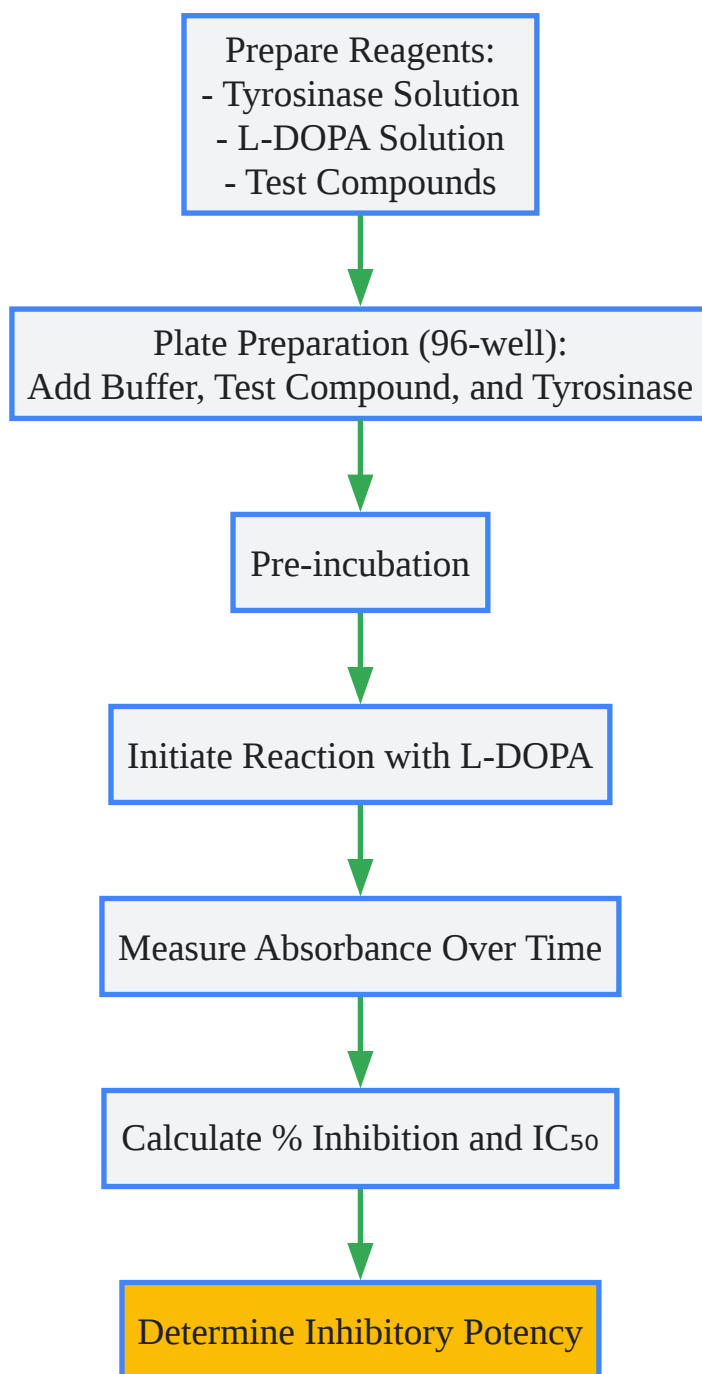 Prepare Reagents:
- Tyrosinase Solution
- L-DOPA Solution
- Test Compounds
Plate Preparation (96-well):
Add Buffer, Test Compound, and Tyrosinase
Pre-incubation
Initiate Reaction with L-DOPA
Measure Absorbance Over Time
Calculate % Inhibition and IC₅₀
Determine Inhibitory Potency